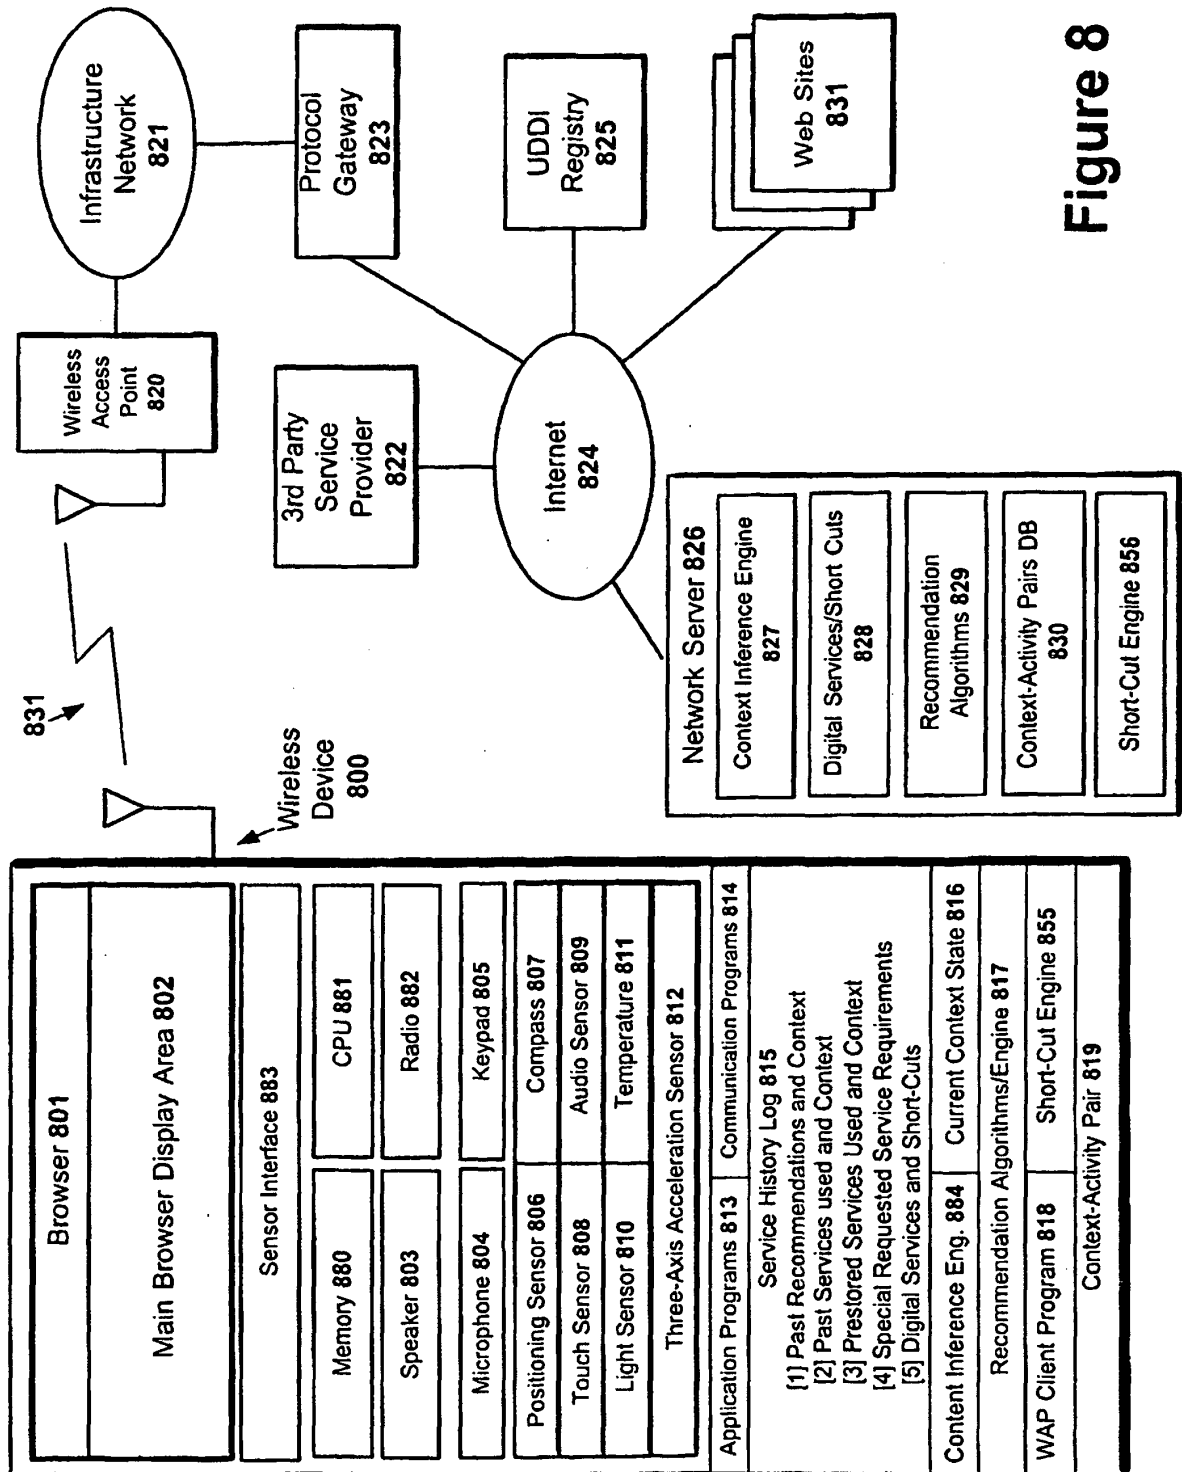 Browser 801
Main Browser Display Area 802
Sensor Interface 883
Memory 880
CPU 881
Speaker 803
Radio 882
Microphone 804
Keypad 805
Positioning Sensor 806
Compass 807
Touch Sensor 808
Audio Sensor 809
Light Sensor 810
Temperature 811
Three-Axis Acceleration Sensor 812
Application Programs 813
Communication Programs 814
Service History Log 815
[1] Past Recommendations and Context
[2] Past Services used and Context
[3] Prestored Services Used and Context
[4] Special Requested Service Requirements
[5] Digital Services and Short-Cuts
Content Inference Eng. 884
Current Context State 816
Recommendation Algorithms/Engine 817
WAP Client Program 818
Short-Cut Engine 855
Context-Activity Pair 819
Wireless
Device
800
831
Wireless
Access
Point
820
Infrastructure
Network
821
3rd Party
Service
Provider
822
Protocol
Gateway
823
Internet
824
UDDI
Registry
825
Web Sites
831
Network Server 826
Context Inference Engine
827
Digital Services/Short Cuts
828
Recommendation
Algorithms 829
Context-Activity Pairs DB
830
Short-Cut Engine 856
Figure 8